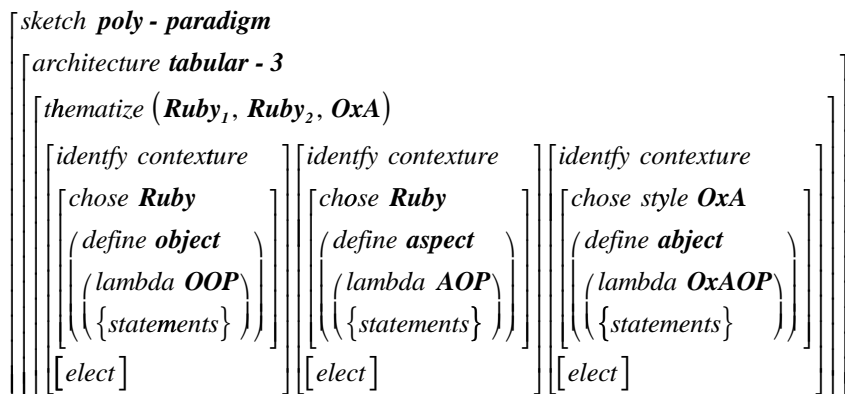 sketch poly - paradigm
architecture tabular - 3
thematize (Ruby₁, Ruby₂, OxA)
identfy contexture identfy contexture identfy contexture
chose Ruby chose Ruby chose style OxA
define object define aspect define abject
lambda OOP lambda AOP lambda OxAOP
{statements} {statements} {statements}
[elect] [elect] [elect]